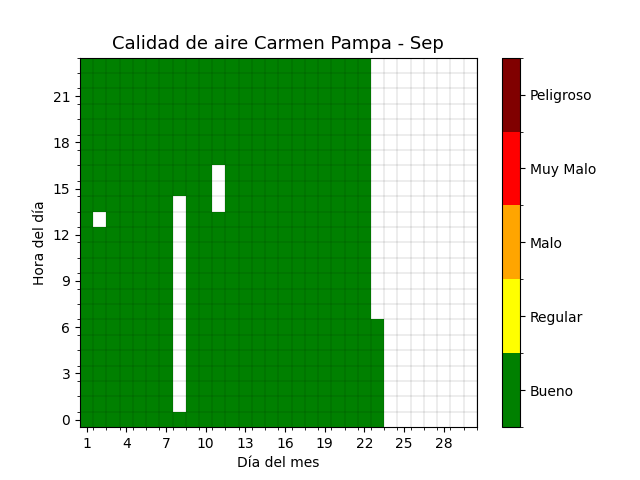 Calidad de aire Carmen Pampa - Sep
Hora del día
21
18
15
12
9
6
3
0
1 4 7 10 13 16 19 22 25 28
Día del mes
Peligroso
Muy Malo
Malo
Regular
Bueno